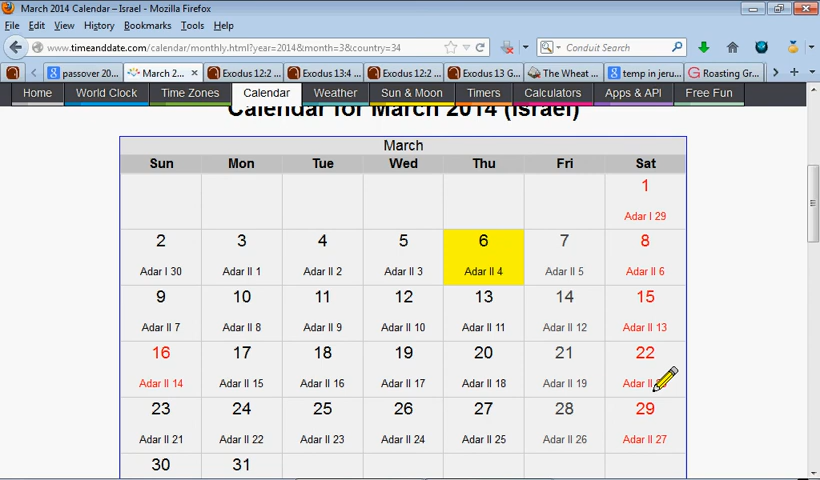 March 2014 Calendar – Israel - Mozilla Firefox
File Edit View History Bookmarks Tools Help
www.timeanddate.com/calendar/monthly.html?year=2014&month=3&country=34 Conduit Search
passover 20... March 2... × Exodus 12:2 ... Exodus 13:4 ... Exodus 12:2 ... Exodus 13 G... The Wheat ... temp in jeru... Roasting Gr...
Home World Clock Time Zones Calendar Weather Sun & Moon Timers Calculators Apps & API Free Fun
Calendar for March 2014 (Israel)
March
Sun Mon Tue Wed Thu Fri Sat
1
Adar I 29
2 3 4 5 6 7 8
Adar I 30 Adar II 1 Adar II 2 Adar II 3 Adar II 4 Adar II 5 Adar II 6
9 10 11 12 13 14 15
Adar II 7 Adar II 8 Adar II 9 Adar II 10 Adar II 11 Adar II 12 Adar II 13
16 17 18 19 20 21 22
Adar II 14 Adar II 15 Adar II 16 Adar II 17 Adar II 18 Adar II 19 Adar II
23 24 25 26 27 28 29
Adar II 21 Adar II 22 Adar II 23 Adar II 24 Adar II 25 Adar II 26 Adar II 27
30 31